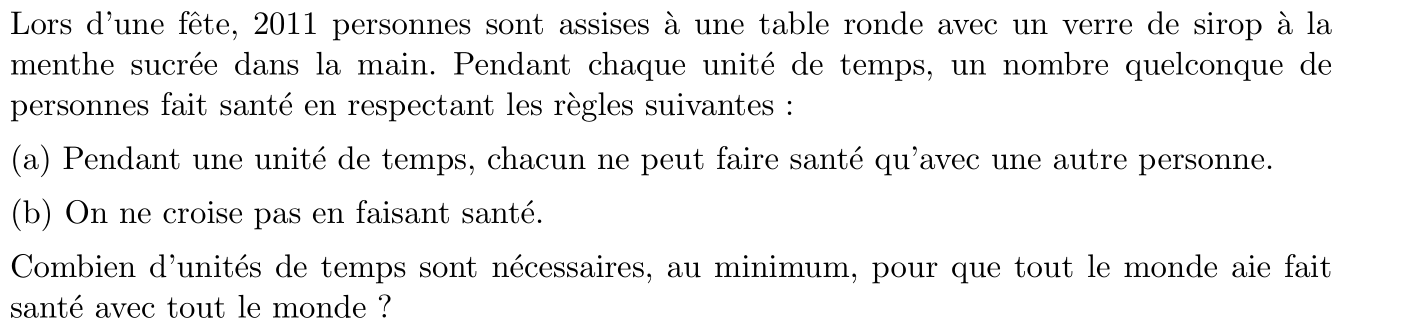 Lors d'une fête, 2011 personnes sont assises à une table ronde avec un verre de sirop à la
menthe sucrée dans la main. Pendant chaque unité de temps, un nombre quelconque de
personnes fait santé en respectant les règles suivantes :
(a) Pendant une unité de temps, chacun ne peut faire santé qu'avec une autre personne.
(b) On ne croise pas en faisant santé.
Combien d'unités de temps sont nécessaires, au minimum, pour que tout le monde aie fait
santé avec tout le monde ?